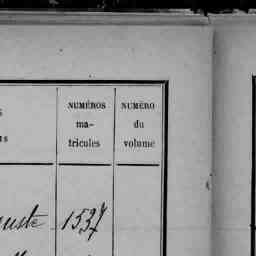 NUMÉROS
ma-
tricules
NUMÉRO
du
volume
1537